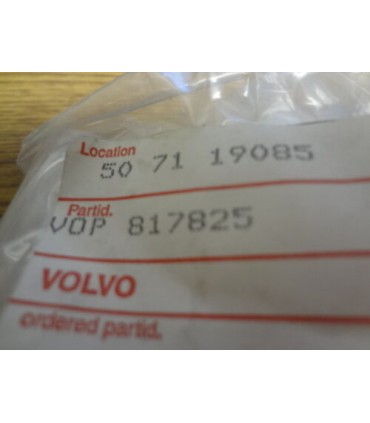 Location
50 71 19085
Partid.
VOP 817825
VOLVO
ordered partid.